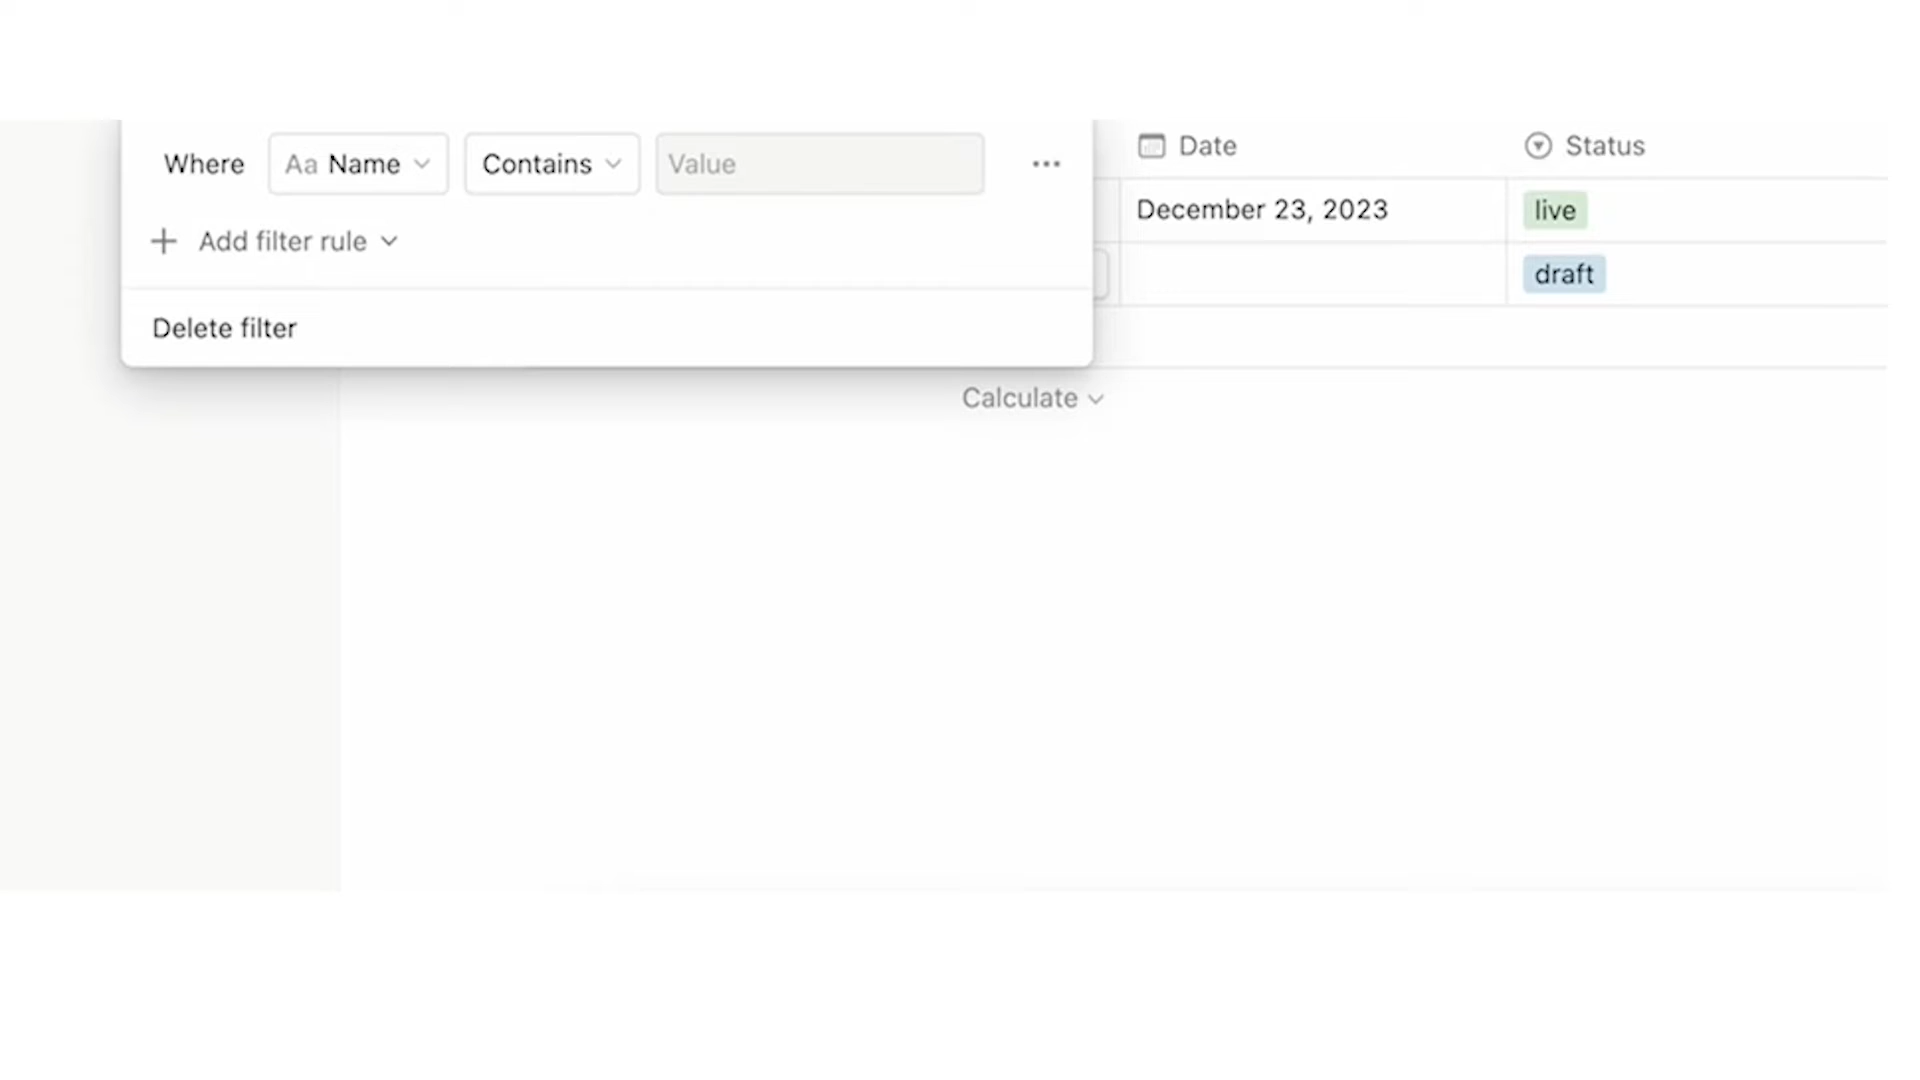 Where Aa Name Contains Value
Add filter rule
Delete filter
Date Status
December 23, 2023 live
draft
Calculate